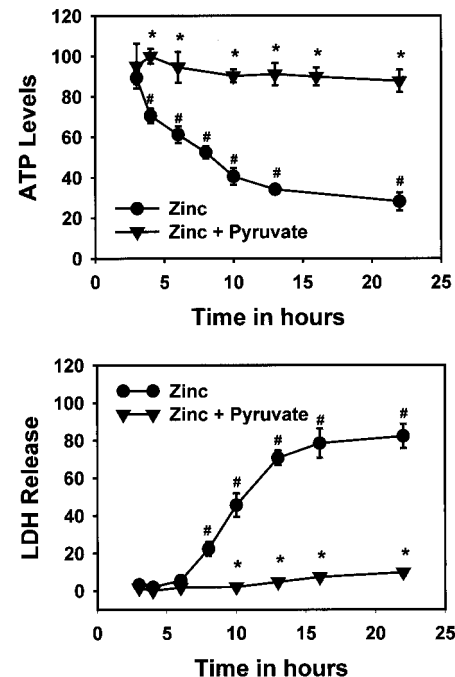 120
100
80
60
40
20
0
ATP Levels
* * * * * *
# # # # # #
Zinc
Zinc + Pyruvate
0 5 10 15 20 25
Time in hours
120
100
80
60
40
20
0
LDH Release
Zinc
Zinc + Pyruvate
# # # # #
* * * *
0 5 10 15 20 25
Time in hours